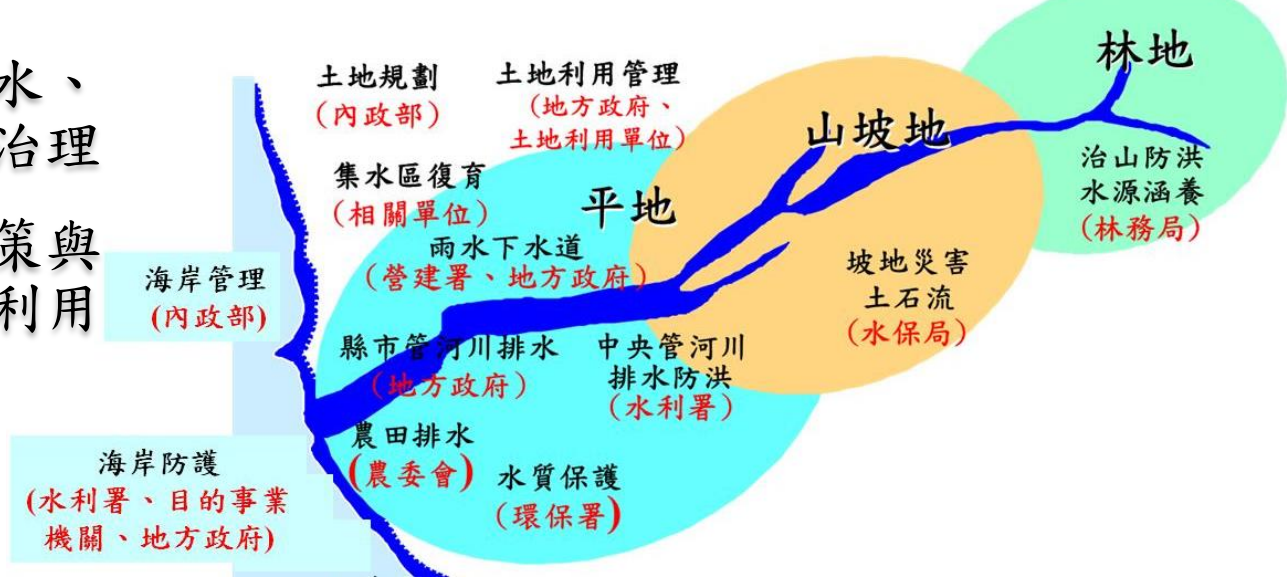 水、
治理
策與
利用
土地規劃
(內政部)
土地利用管理
(地方政府、
土地利用單位)
集水區復育
(相關單位)
平地
山坡地
林地
治山防洪
水源涵養
(林務局)
雨水下水道
(營建署、地方政府)
坡地災害
土石流
(水保局)
海岸管理
(內政部)
縣市管河川排水
(地方政府)
中央管河川
排水防洪
(水利署)
農田排水
(農委會)
水質保護
(環保署)
海岸防護
(水利署、目的事業
機關、地方政府)